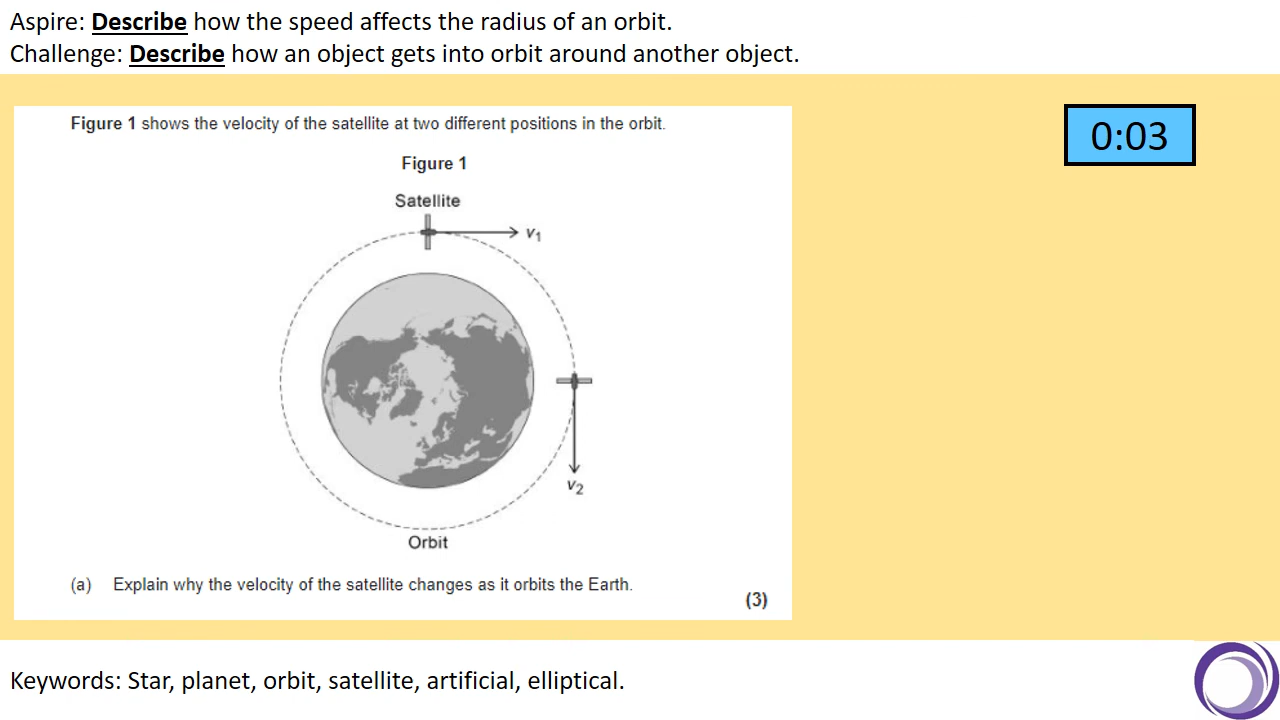 Aspire: Describe how the speed affects the radius of an orbit.
Challenge: Describe how an object gets into orbit around another object.
Figure 1 shows the velocity of the satellite at two different positions in the orbit.
0:03
Figure 1
Satellite
v1
v2
Orbit
(a) Explain why the velocity of the satellite changes as it orbits the Earth.
(3)
Keywords: Star, planet, orbit, satellite, artificial, elliptical.